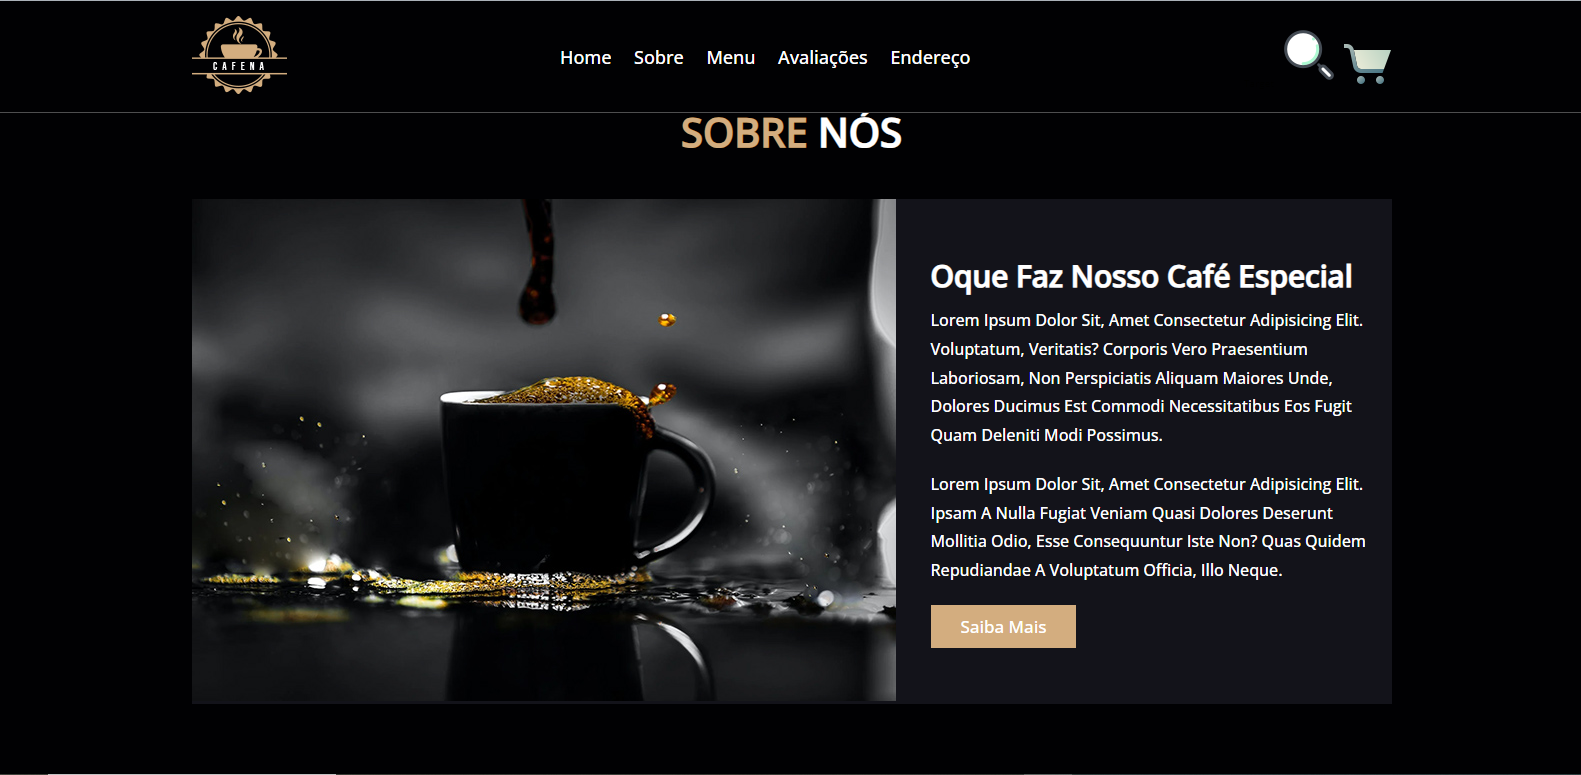 CAFENA
Home Sobre Menu Avaliações Endereço
SOBRE NÓS
Oque Faz Nosso Café Especial
Lorem Ipsum Dolor Sit, Amet Consectetur Adipisicing Elit.
Voluptatum, Veritatis? Corporis Vero Praesentium
Laboriosam, Non Perspiciatis Aliquam Maiores Unde,
Dolores Ducimus Est Commodi Necessitatibus Eos Fugit
Quam Deleniti Modi Possimus.
Lorem Ipsum Dolor Sit, Amet Consectetur Adipisicing Elit.
Ipsam A Nulla Fugiat Veniam Quasi Dolores Deserunt
Mollitia Odio, Esse Consequuntur Iste Non? Quas Quidem
Repudiandae A Voluptatum Officia, Illo Neque.
Saiba Mais